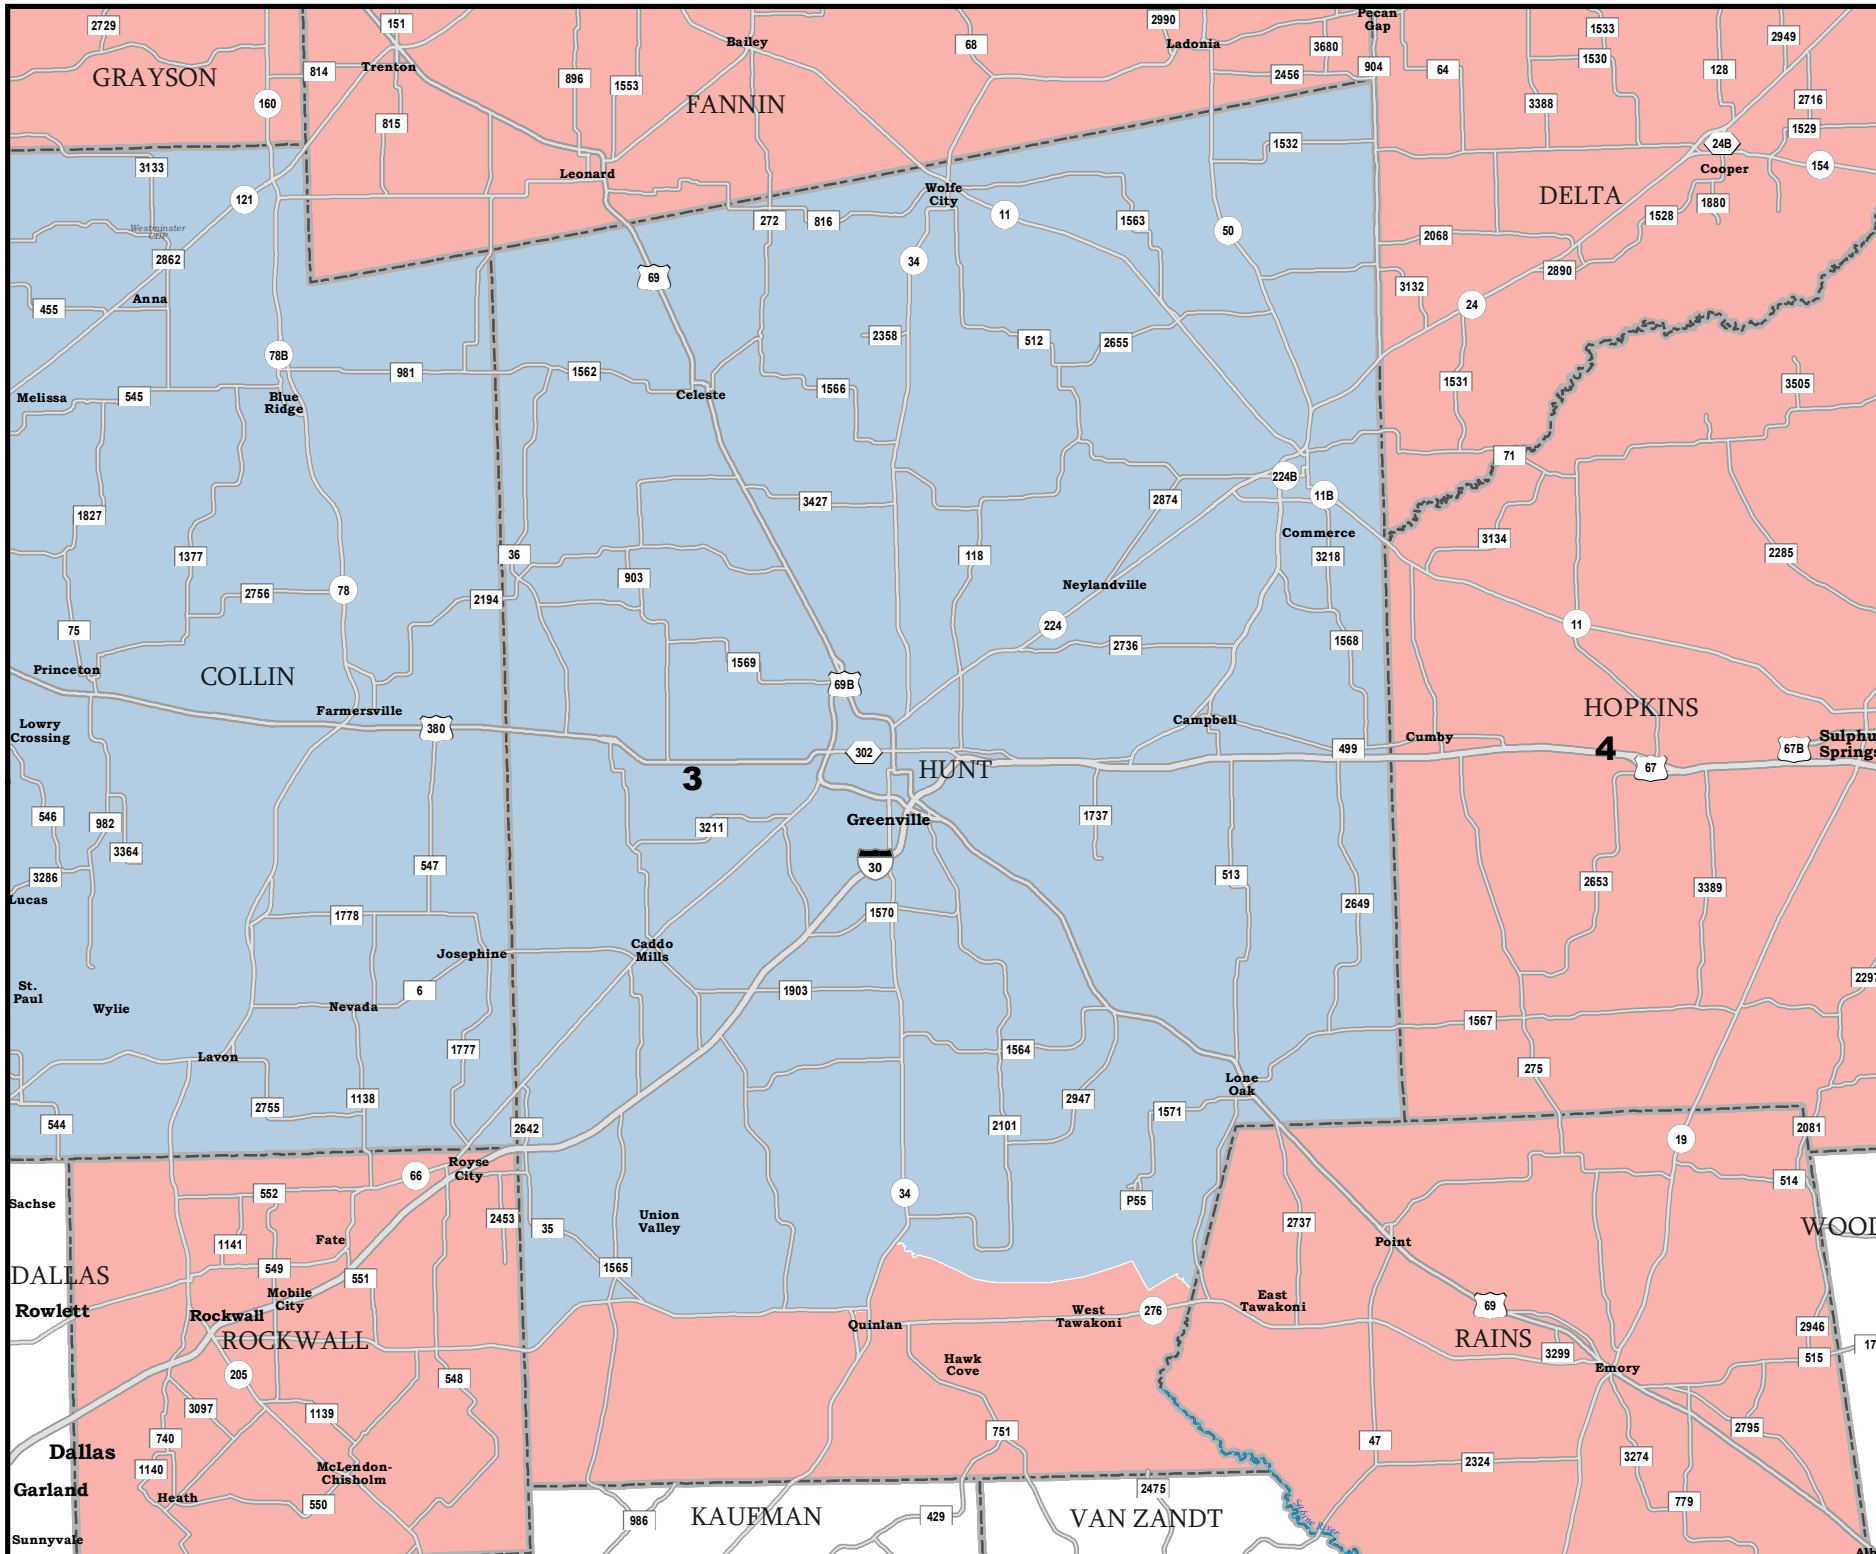 2729
151
2990
Pecan
Gap
1533
2949
Bailey
68
Ladonia
3680
1530
GRAYSON
814
Trenton
896
1553
2456
904
64
128
160
FANNIN
3388
2716
815
1529
1532
24B
3133
Leonard
Cooper
154
121
Wolfe
City
DELTA
1880
272
816
11
1563
50
1528
Westminster
CDP
2068
2862
34
69
2890
3132
Anna
455
24
2358
512
2655
78B
981
1562
1531
3505
1566
Melissa
545
Blue
Ridge
Celeste
71
224B
1827
3427
2874
11B
Commerce
3134
1377
36
118
3218
2285
903
Neylandville
2756
78
2194
75
224
11
1568
2736
Princeton
COLLIN
1569
69B
HOPKINS
Farmersville
Lowry
Crossing
380
Campbell
Cumby
302
499
4
67B
Sulphu
Springs
3
HUNT
67
546
982
3211
Greenville
1737
3364
547
30
3286
513
2653
3389
Lucas
1778
1570
2649
Josephine
Caddo
Mills
St.
Paul
6
1903
2297
Wylie
Nevada
1567
Lavon
1777
1564
275
Lone
Oak
2755
1138
2947
1571
544
2642
2101
2081
19
66
Royse
City
514
Sachse
552
34
P55
2453
35
Union
Valley
2737
WOOD
1141
Fate
Point
549
551
1565
DALLAS
Mobile
City
East
Tawakoni
Rowlett
Rockwall
West
Tawakoni
276
69
ROCKWALL
Quinlan
RAINS
2946
3299
515
17
Hawk
Cove
Emory
205
548
3097
1139
740
751
47
2795
Dallas
1140
McLendon-
Chisholm
2324
3274
Garland
Heath
550
2475
779
986
KAUFMAN
429
VAN ZANDT
Sabine River
Sunnyvale